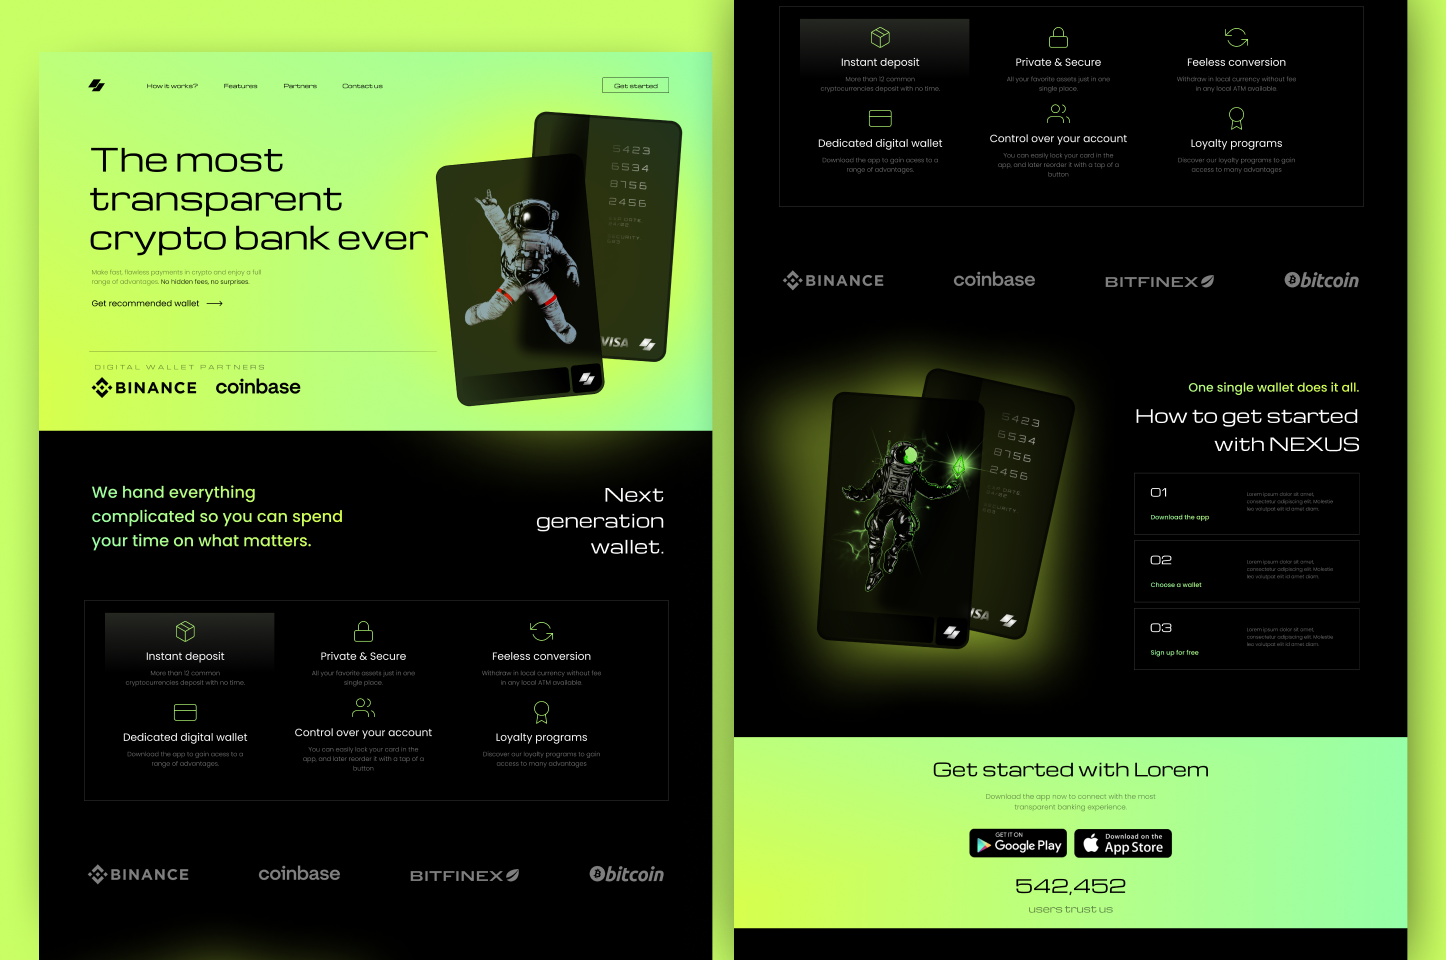 How it works?
Features
Partners
Contact us
Get started
The most
transparent
crypto bank ever
Make fast, flawless payments in crypto and enjoy a full
range of advantages. No hidden fees, no surprises.
Get recommended wallet
DIGITAL WALLET PARTNERS
BINANCE
coinbase
5423
6534
8756
2456
VISA
We hand everything
complicated so you can spend
your time on what matters.
Next
generation
wallet.
Instant deposit
More than 12 common
cryptocurrencies deposit with no time.
Private & Secure
All your favorite assets just in one
single place.
Feeless conversion
Withdraw in local currency without fee
in any local ATM available.
Dedicated digital wallet
Download the app to gain acess to a
range of advantages.
Control over your account
You can easily lock your card in the
app, and later reorder it with a tap of a
button
Loyalty programs
Discover our loyalty programs to gain
access to many advantages
BINANCE
coinbase
BITFINEX
bitcoin
Instant deposit
More than 12 common
cryptocurrencies deposit with no time.
Private & Secure
All your favorite assets just in one
single place.
Feeless conversion
Withdraw in local currency without fee
in any local ATM available.
Dedicated digital wallet
Download the app to gain acess to a
range of advantages.
Control over your account
You can easily lock your card in the
app, and later reorder it with a tap of a
button
Loyalty programs
Discover our loyalty programs to gain
access to many advantages
BINANCE
coinbase
BITFINEX
bitcoin
5423
6534
8756
2456
ISA
One single wallet does it all.
How to get started
with NEXUS
01
Download the app
Lorem ipsum dolor sit amet,
consectetur adipiscing elit. Molestie
leo volutpat elit id amet diam.
02
Choose a wallet
Lorem ipsum dolor sit amet,
consectetur adipiscing elit. Molestie
leo volutpat elit id amet diam.
03
Sign up for free
Lorem ipsum dolor sit amet,
consectetur adipiscing elit. Molestie
leo volutpat elit id amet diam.
Get started with Lorem
Download the app now to connect with the most
transparent banking experience.
GET IT ON
Google Play
Download on the
App Store
542,452
users trust us